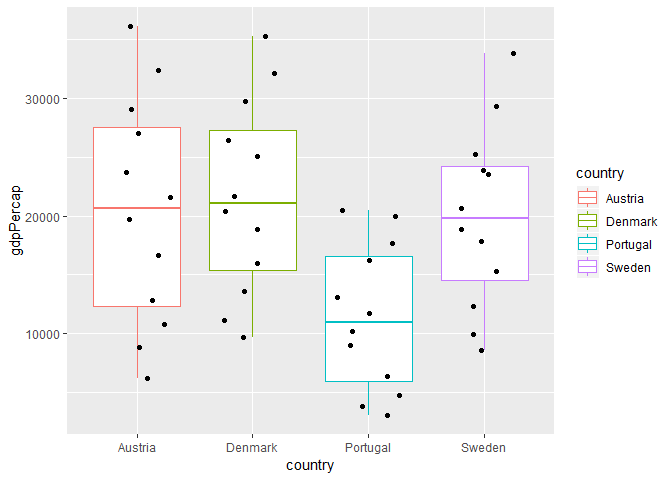 gdpPercap
30000
20000
10000
Austria
Denmark
Portugal
Sweden
country
country
Austria
Denmark
Portugal
Sweden